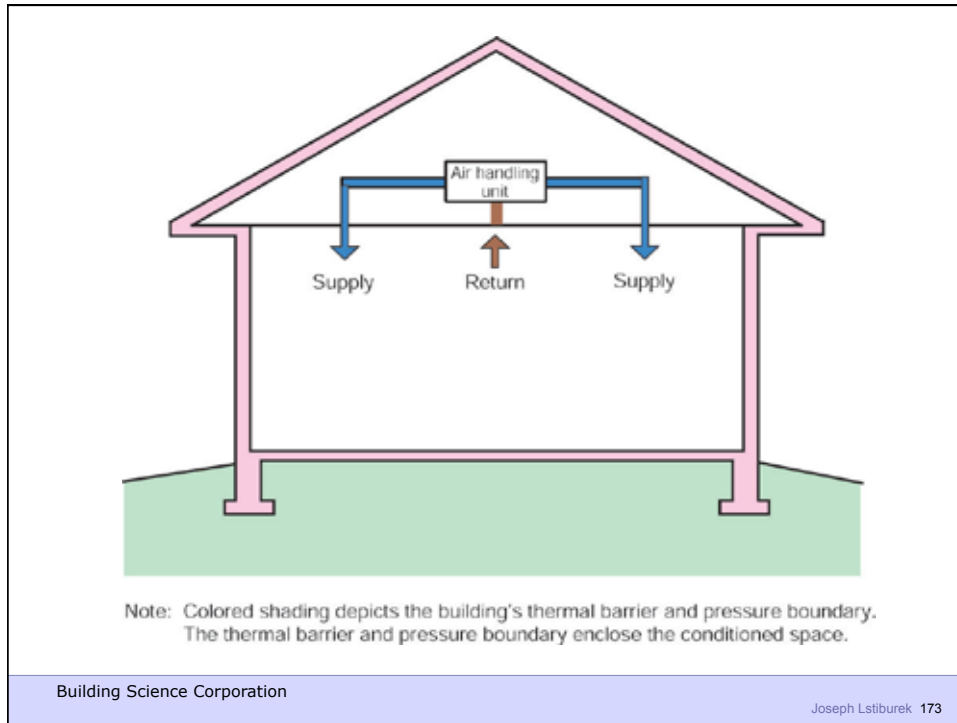 Air handling
unit
Supply
Return
Supply
Note: Colored shading depicts the building's thermal barrier and pressure boundary.
The thermal barrier and pressure boundary enclose the conditioned space.
Building Science Corporation
Joseph Lstiburek 173